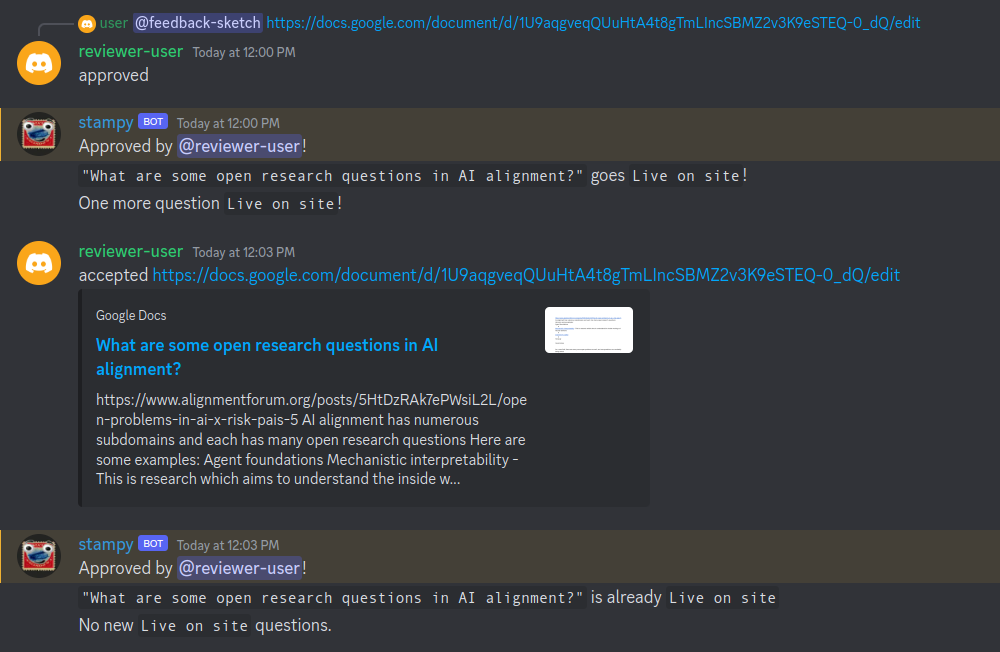 user @feedback-sketch https://docs.google.com/document/d/1U9aqgveqQUuHtA4t8gTmLIncSBMZ2v3K9eSTEQ-0_dQ/edit
reviewer-user Today at 12:00 PM
approved
stampy BOT Today at 12:00 PM
Approved by @reviewer-user!
"What are some open research questions in AI alignment?" goes Live on site!
One more question Live on site!
reviewer-user Today at 12:03 PM
accepted https://docs.google.com/document/d/1U9aqgveqQUuHtA4t8gTmLIncSBMZ2v3K9eSTEQ-0_dQ/edit
Google Docs
What are some open research questions in AI
alignment?
https://www.alignmentforum.org/posts/5HtDzRAk7ePWsiL2L/ope
n-problems-in-ai-x-risk-pais-5 AI alignment has numerous
subdomains and each has many open research questions Here are
some examples: Agent foundations Mechanistic interpretability -
This is research which aims to understand the inside w...
stampy BOT Today at 12:03 PM
Approved by @reviewer-user!
"What are some open research questions in AI alignment?" is already Live on site
No new Live on site questions.